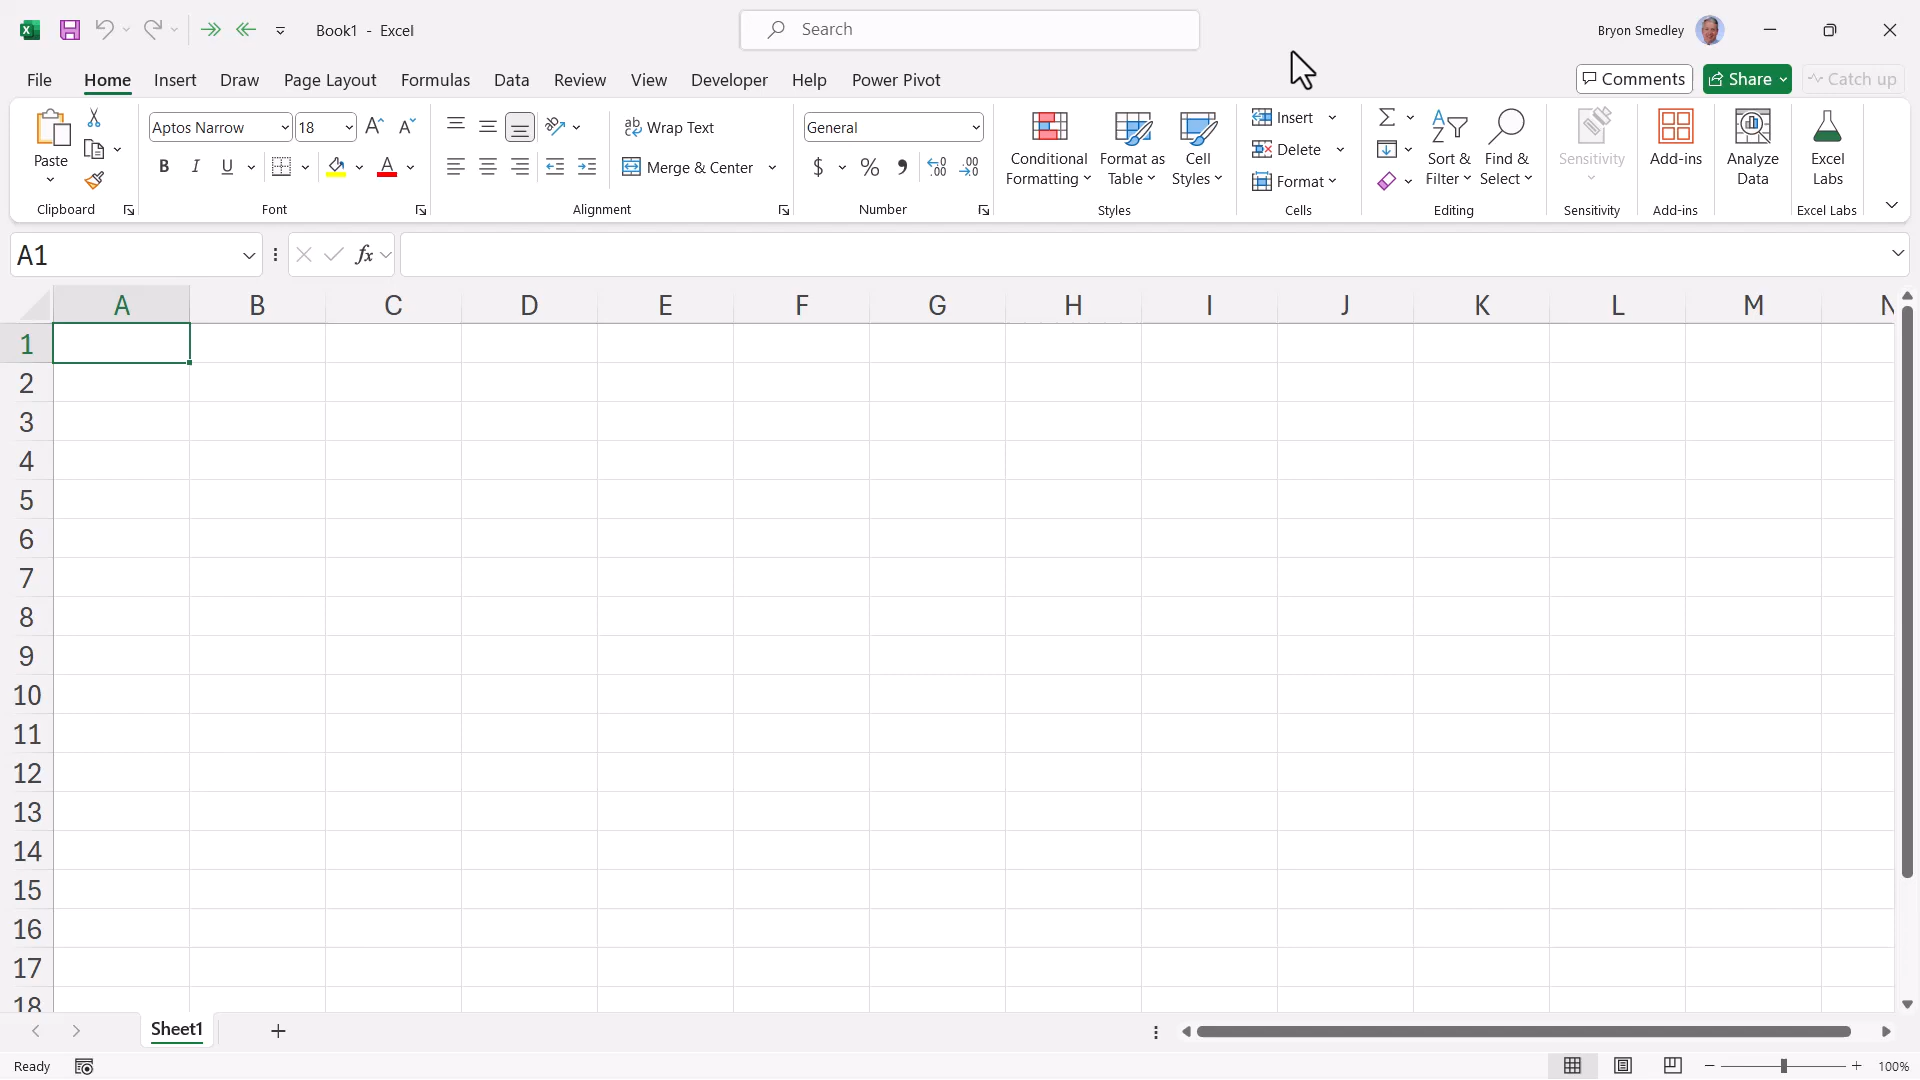 Book1 - Excel
Search
Bryon Smedley
File Home Insert Draw Page Layout Formulas Data Review View Developer Help Power Pivot
Comments Share Catch up
Paste
Clipboard
Aptos Narrow 18
B I U A
Font
Wrap Text
Merge & Center
Alignment
General
$ % ,
Number
Conditional Formatting
Format as Table
Cell Styles
Styles
Insert
Delete
Format
Cells
Sort & Filter
Find & Select
Editing
Sensitivity
Sensitivity
Add-ins
Add-ins
Analyze Data
Excel Labs
Excel Labs
A1 fx
A B C D E F G H I J K L M N
1
2
3
4
5
6
7
8
9
10
11
12
13
14
15
16
17
18
Sheet1
Ready
100%